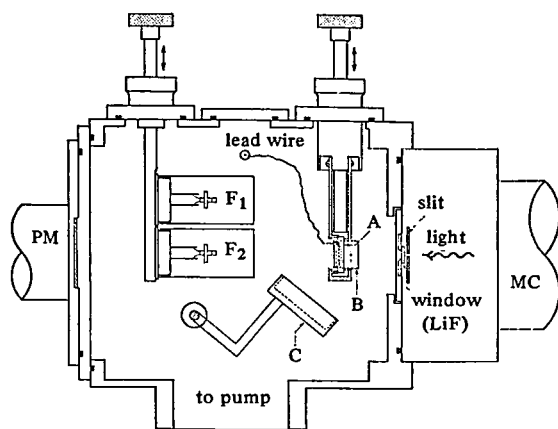 lead wire
F1
F2
PM
A
B
C
slit
light
MC
window
(LiF)
to pump